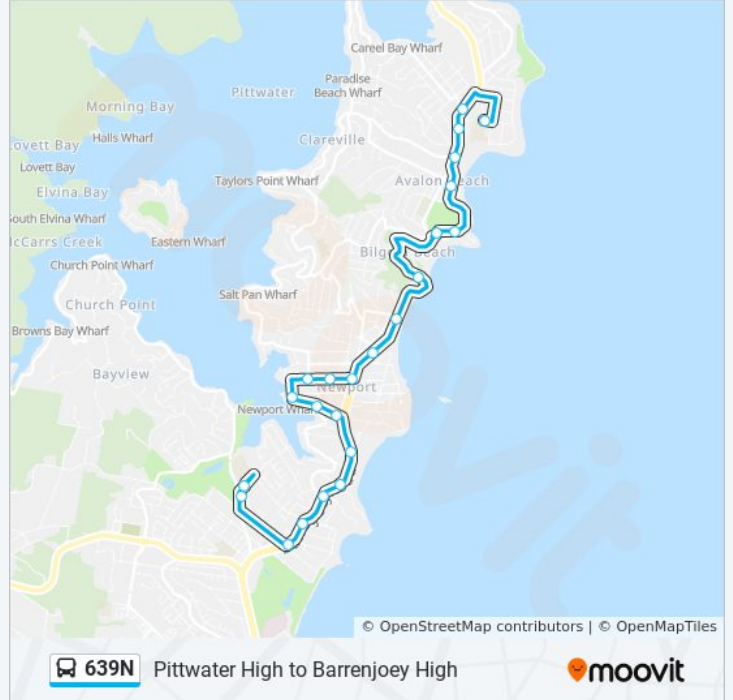 Careel Bay Wharf
Paradise
Beach Wharf
Pittwater
Morning Bay
Halls Wharf
Clareville
ovett Bay
Lovett Bay
Taylors Point Wharf
Avalon Beach
Elvina Bay
outh Elvina Wharf
cCarrs Creek
Eastern Wharf
Bilgola Beach
Church Point Wharf
Salt Pan Wharf
Church Point
Browns Bay Wharf
Bayview
Newport
Newport Wharf
moovit
© OpenStreetMap contributors | © OpenMapTiles
639N Pittwater High to Barrenjoey High
moovit